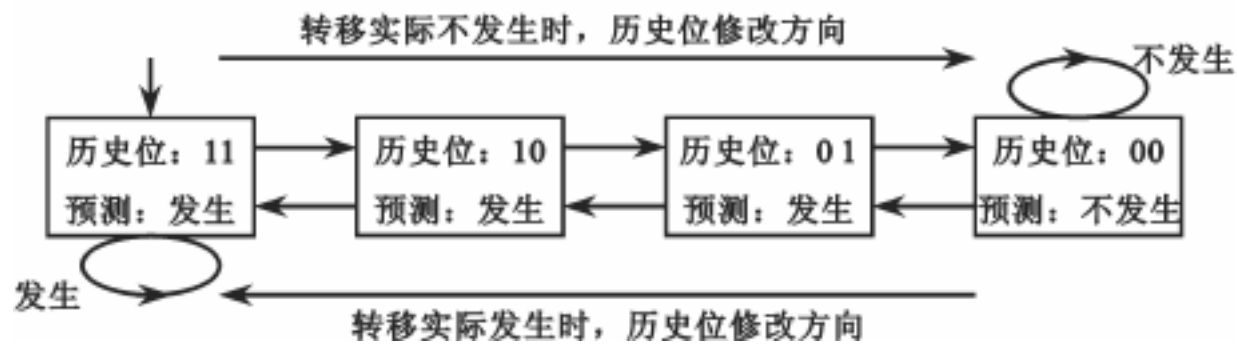 转移实际不发生时，历史位修改方向
不发生
历史位：11
预测：发生
历史位：10
预测：发生
历史位：01
预测：发生
历史位：00
预测：不发生
发生
转移实际发生时，历史位修改方向